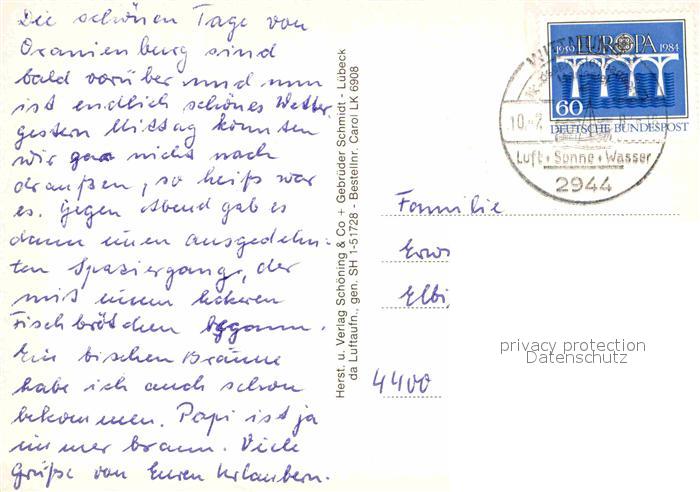 Die schönen Tage von
Oranienburg sind
bald vorüber und nun
ist endlich schönes Wetter.
gestern Mittag konnten
wir gar nicht nach
draußen, so heiß war
es. Gegen Abend gab es
dann einen ausgedehn-
ten Spaziergang, der
mit einem leckeren
Fischbrötchen begann.
Ein bischen Bräune
habe ich auch schon
bekommen. Papi ist ja
immer braun. Viele
Grüße von Euren Urlaubern.
Herst. u. Verlag Schöning & Co + Gebrüder Schmidt - Lübeck
da Luftaufn., gen. SH 1-51728 - Bestellnr. Carol LK 6908
1959 EUROPA 1984
60
DEUTSCHE BUNDESPOST
10.-7.
Luft + Sonne + Wasser
2944
Familie
Erwi
Elbi
4400
privacy protection
Datenschutz